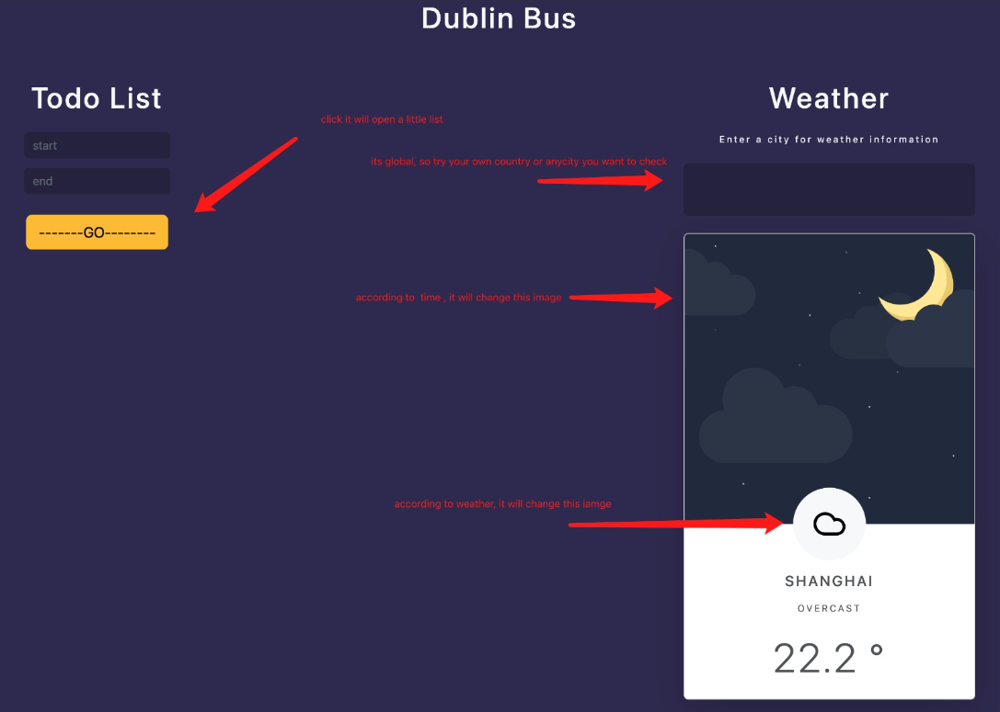 Dublin Bus
Todo List
start
end
-------GO--------
click it will open a little list
its global, so try your own country or anycity you want to check
according to  time , it will change this image
according to weather, it will change this iamge
Weather
Enter a city for weather information
SHANGHAI
OVERCAST
22.2 °